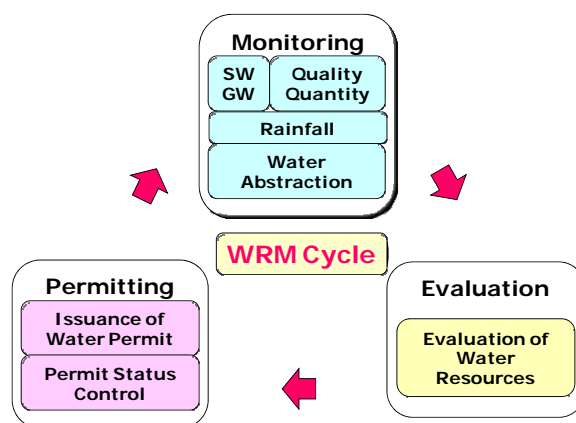 Monitoring
SW
GW
Quality
Quantity
Rainfall
Water
Abstraction
WRM Cycle
Permitting
Issuance of
Water Permit
Permit Status
Control
Evaluation
Evaluation of
Water
Resources